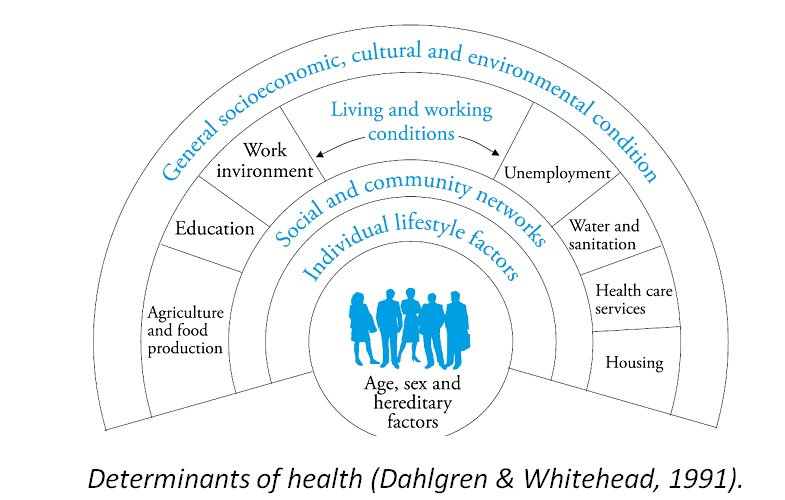 General socioeconomic, cultural and environmental condition
Living and working
conditions
Work
invironment
Unemployment
Education
Water and
sanitation
Agriculture
and food
production
Health care
services
Housing
Social and community networks
Individual lifestyle factors
Age, sex and
hereditary
factors
Determinants of health (Dahlgren & Whitehead, 1991).